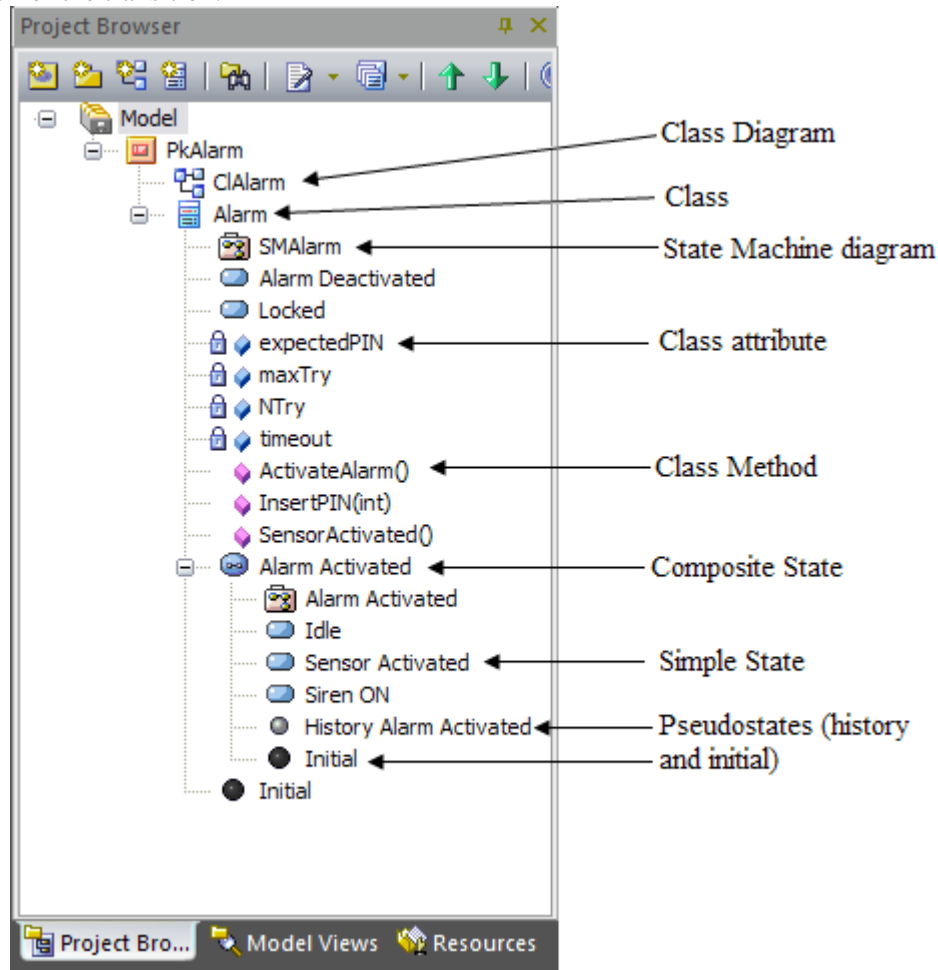 Project Browser
Model
Class Diagram
PkAlarm
ClAlarm
Class
Alarm
SMAlarm
State Machine diagram
Alarm Deactivated
Locked
expectedPIN
Class attribute
maxTry
NTry
timeout
ActivateAlarm()
Class Method
InsertPIN(int)
SensorActivated()
Alarm Activated
Composite State
Alarm Activated
Idle
Sensor Activated
Simple State
Siren ON
History Alarm Activated
Pseudostates (history
Initial
and initial)
Initial
Project Bro...
Model Views
Resources